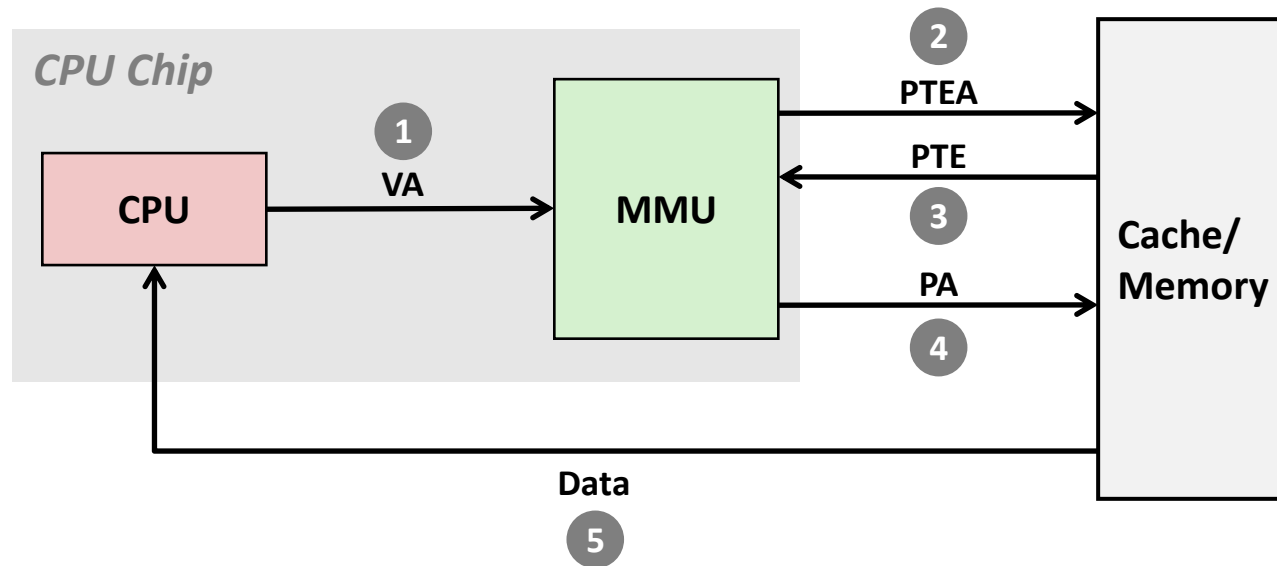 CPU Chip
2
PTEA
1
VA
PTE
CPU
MMU
3
Cache/
Memory
PA
4
Data
5